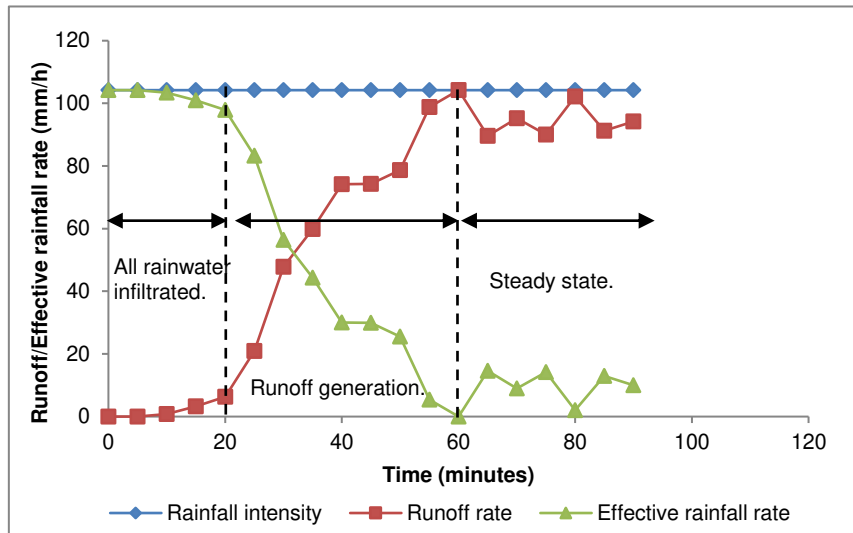 Runoff/Effective rainfall rate (mm/h)
120
100
80
60
40
20
0
All rainwater
infiltrated.
Runoff generation.
Steady state.
0 20 40 60 80 100 120
Time (minutes)
Rainfall intensity Runoff rate Effective rainfall rate